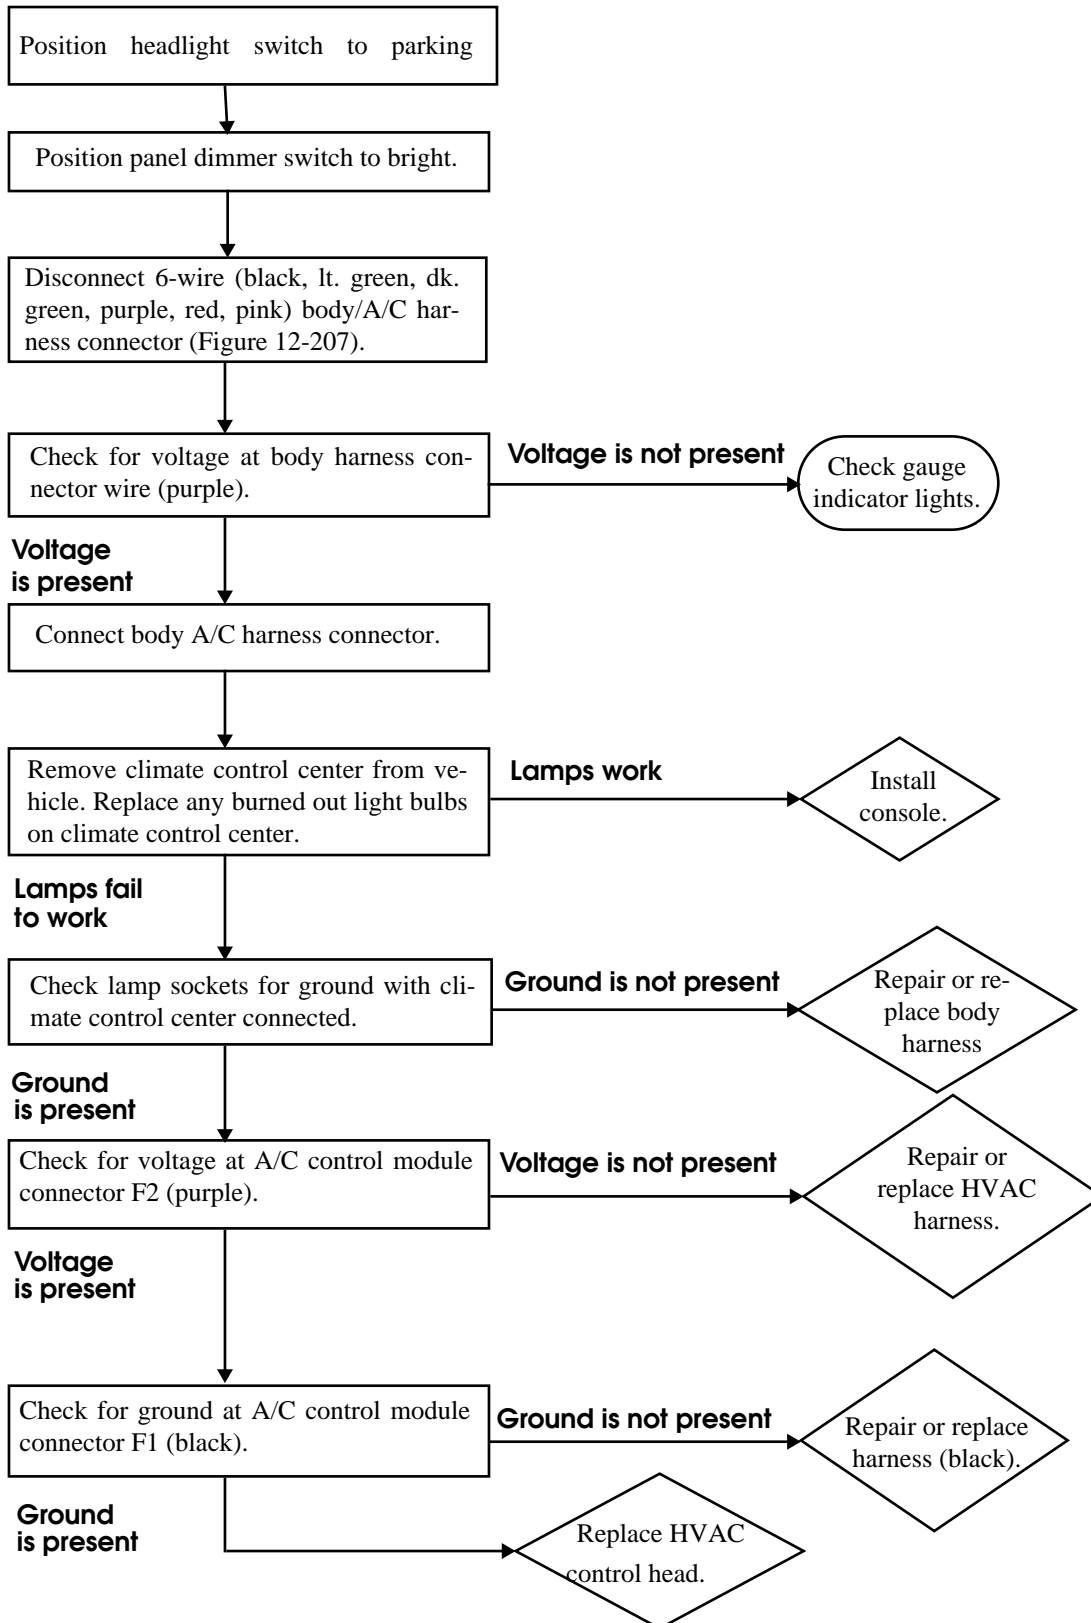 Position headlight switch to parking
Position panel dimmer switch to bright.
Disconnect 6-wire (black, lt. green, dk.
green, purple, red, pink) body/A/C har-
ness connector (Figure 12-207).
Check for voltage at body harness con-
nector wire (purple).
Voltage is not present
Check gauge
indicator lights.
Voltage
is present
Connect body A/C harness connector.
Remove climate control center from ve-
hicle. Replace any burned out light bulbs
on climate control center.
Lamps work
Install
console.
Lamps fail
to work
Check lamp sockets for ground with cli-
mate control center connected.
Ground is not present
Repair or re-
place body
harness
Ground
is present
Check for voltage at A/C control module
connector F2 (purple).
Voltage is not present
Repair or
replace HVAC
harness.
Voltage
is present
Check for ground at A/C control module
connector F1 (black).
Ground is not present
Repair or replace
harness (black).
Ground
is present
Replace HVAC
control head.